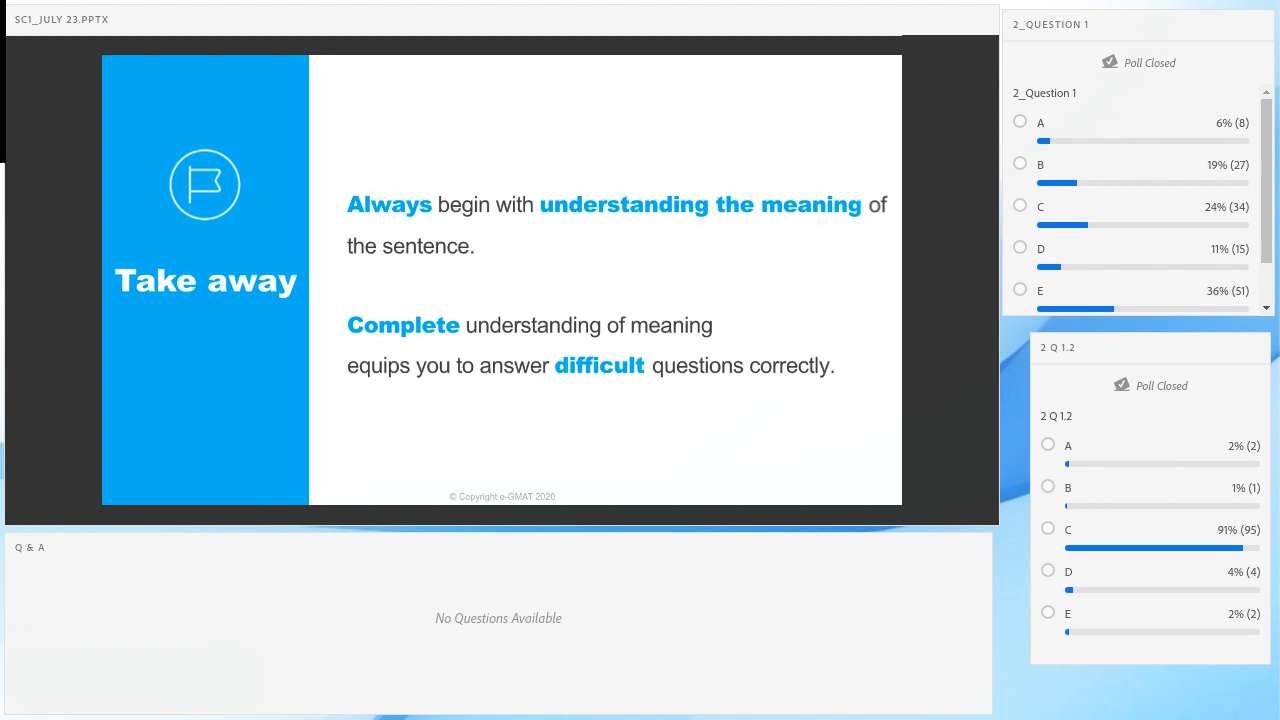 SC1_JULY 23.PPTX
Take away
Always begin with understanding the meaning of
the sentence.
Complete understanding of meaning
equips you to answer difficult questions correctly.
© Copyright e-GMAT 2020
Q & A
No Questions Available
2_QUESTION 1
Poll Closed
2_Question 1
A 6% (8)
B 19% (27)
C 24% (34)
D 11% (15)
E 36% (51)
2 Q 1.2
Poll Closed
2 Q 1.2
A 2% (2)
B 1% (1)
C 91% (95)
D 4% (4)
E 2% (2)